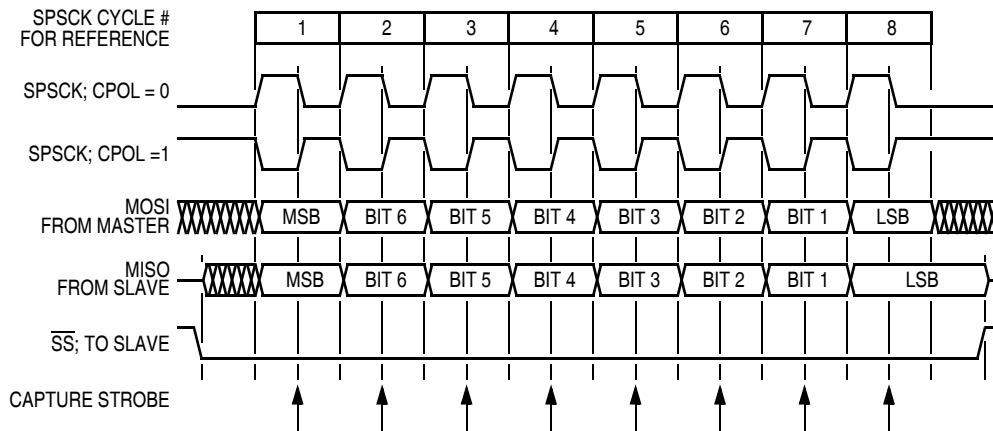 SPSCK CYCLE #
FOR REFERENCE
1 2 3 4 5 6 7 8
SPSCK; CPOL = 0
SPSCK; CPOL =1
MOSI
FROM MASTER
MSB BIT 6 BIT 5 BIT 4 BIT 3 BIT 2 BIT 1 LSB
MISO
FROM SLAVE
MSB BIT 6 BIT 5 BIT 4 BIT 3 BIT 2 BIT 1 LSB
SS; TO SLAVE
CAPTURE STROBE